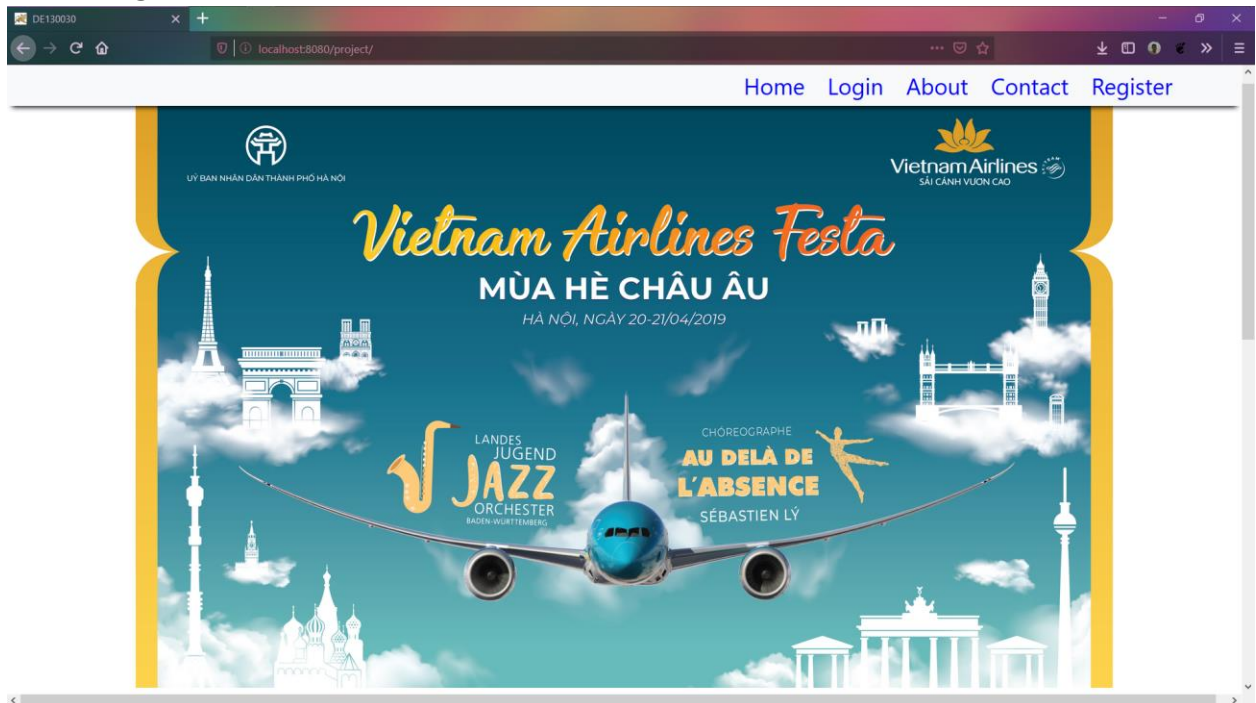 DE130030
localhost:8080/project/
Home Login About Contact Register
UỶ BAN NHÂN DÂN THÀNH PHỐ HÀ NỘI
Vietnam Airlines
SẢI CÁNH VƯƠN CAO
Vietnam Airlines Festa
MÙA HÈ CHÂU ÂU
HÀ NỘI, NGÀY 20-21/04/2019
LANDES
JUGEND
JAZZ
ORCHESTER
BADEN-WÜRTTEMBERG
CHÓREOGRAPHE
AU DELÀ DE
L'ABSENCE
SÉBASTIEN LÝ